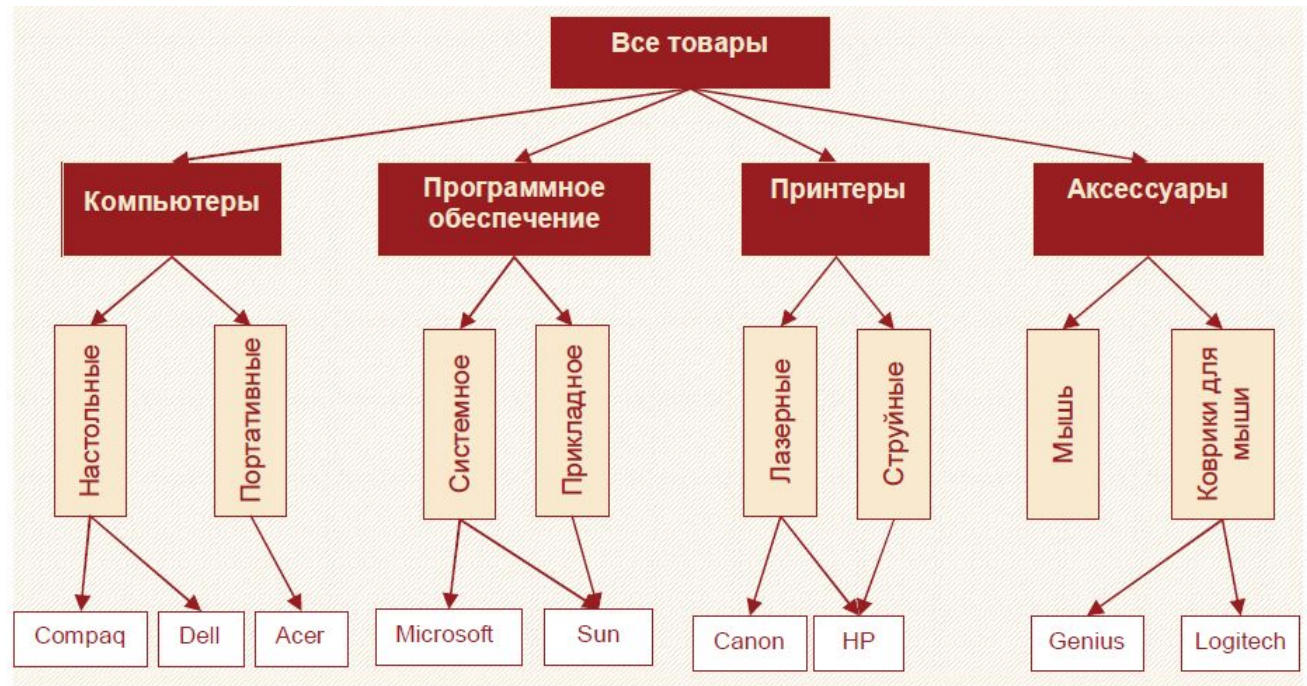 Все товары
Компьютеры
Программное
обеспечение
Принтеры
Аксессуары
Настольные
Портативные
Системное
Прикладное
Лазерные
Струйные
Мышь
Коврики для
мыши
Compaq
Dell
Acer
Microsoft
Sun
Canon
HP
Genius
Logitech